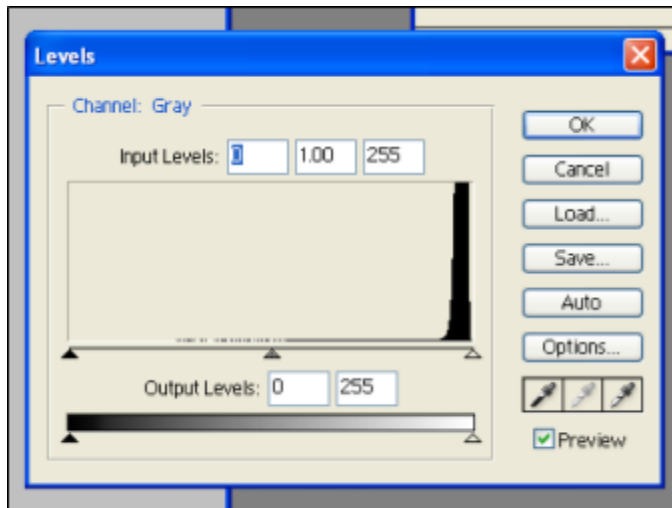 Levels
Channel: Gray
Input Levels: 0 1.00 255
Output Levels: 0 255
OK
Cancel
Load...
Save...
Auto
Options...
Preview